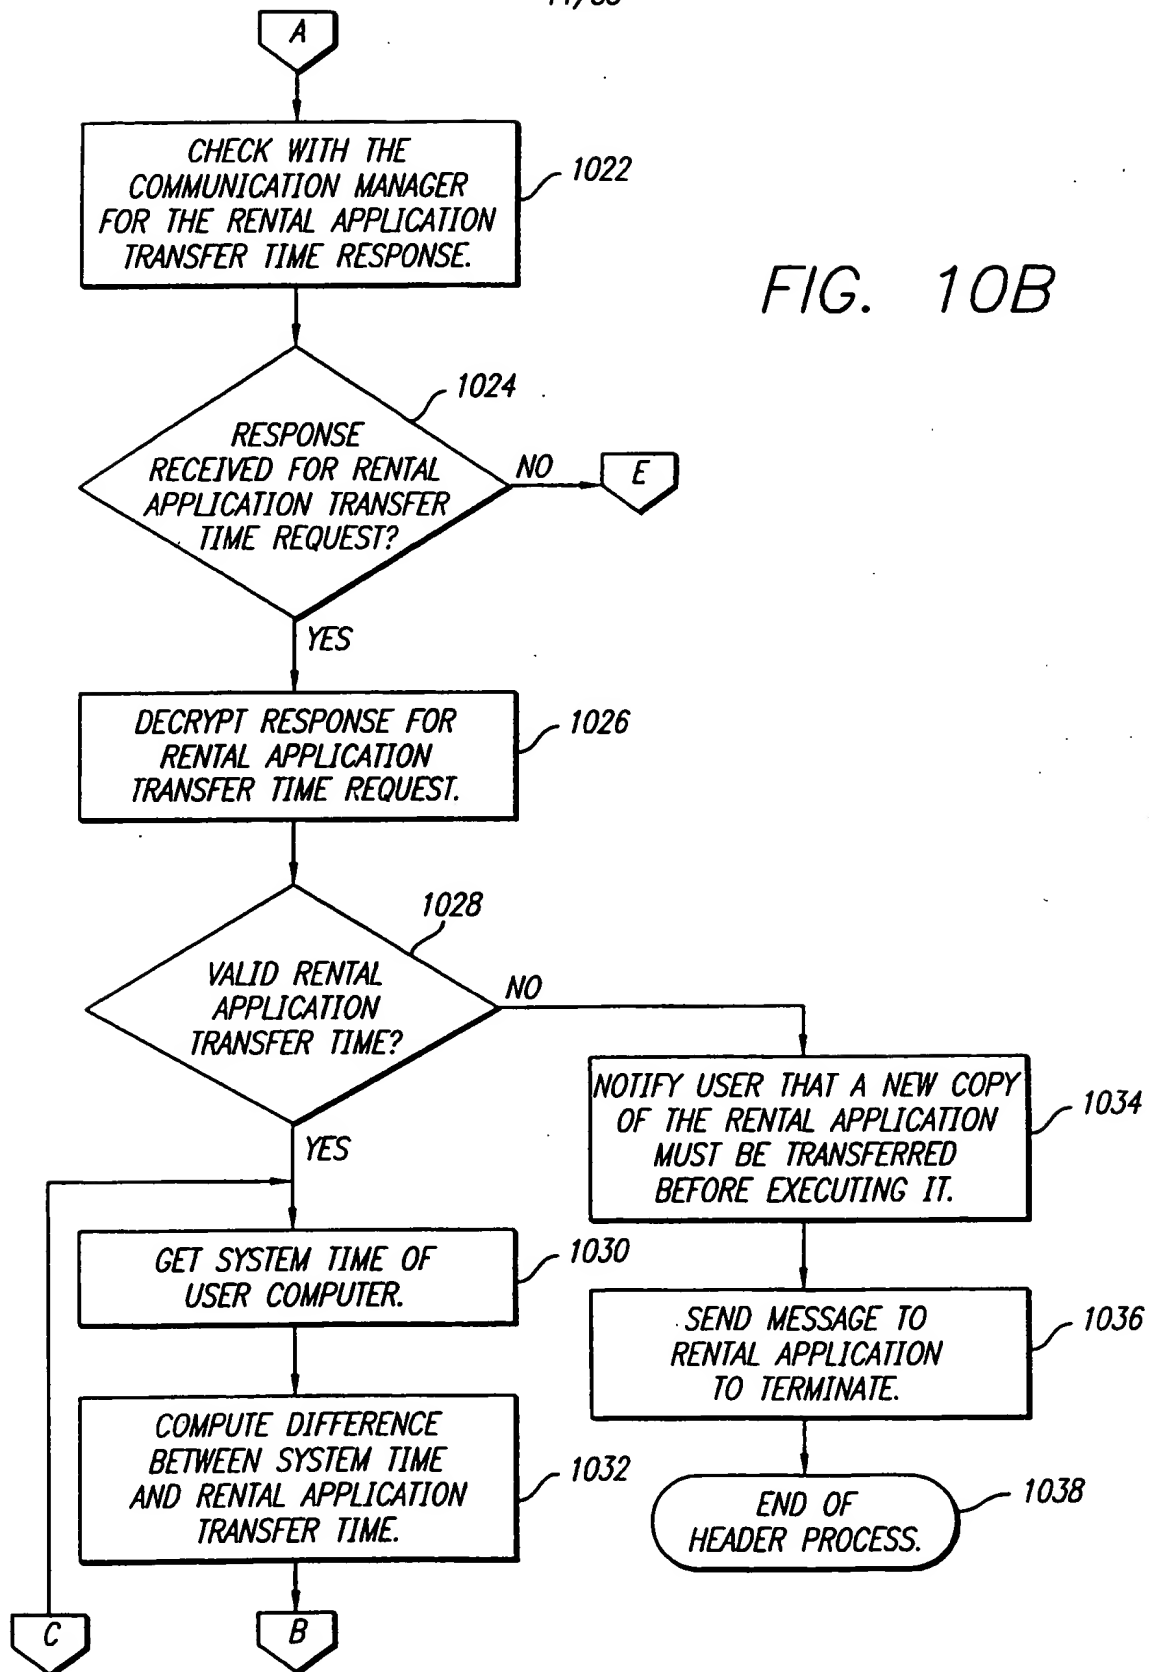 A
CHECK WITH THE
COMMUNICATION MANAGER
FOR THE RENTAL APPLICATION
TRANSFER TIME RESPONSE.
1022
FIG. 10B
1024
RESPONSE
RECEIVED FOR RENTAL
APPLICATION TRANSFER
TIME REQUEST?
NO
E
YES
DECRYPT RESPONSE FOR
RENTAL APPLICATION
TRANSFER TIME REQUEST.
1026
1028
VALID RENTAL
APPLICATION
TRANSFER TIME?
NO
YES
NOTIFY USER THAT A NEW COPY
OF THE RENTAL APPLICATION
MUST BE TRANSFERRED
BEFORE EXECUTING IT.
1034
GET SYSTEM TIME OF
USER COMPUTER.
1030
SEND MESSAGE TO
RENTAL APPLICATION
TO TERMINATE.
1036
COMPUTE DIFFERENCE
BETWEEN SYSTEM TIME
AND RENTAL APPLICATION
TRANSFER TIME.
1032
END OF
HEADER PROCESS.
1038
C
B